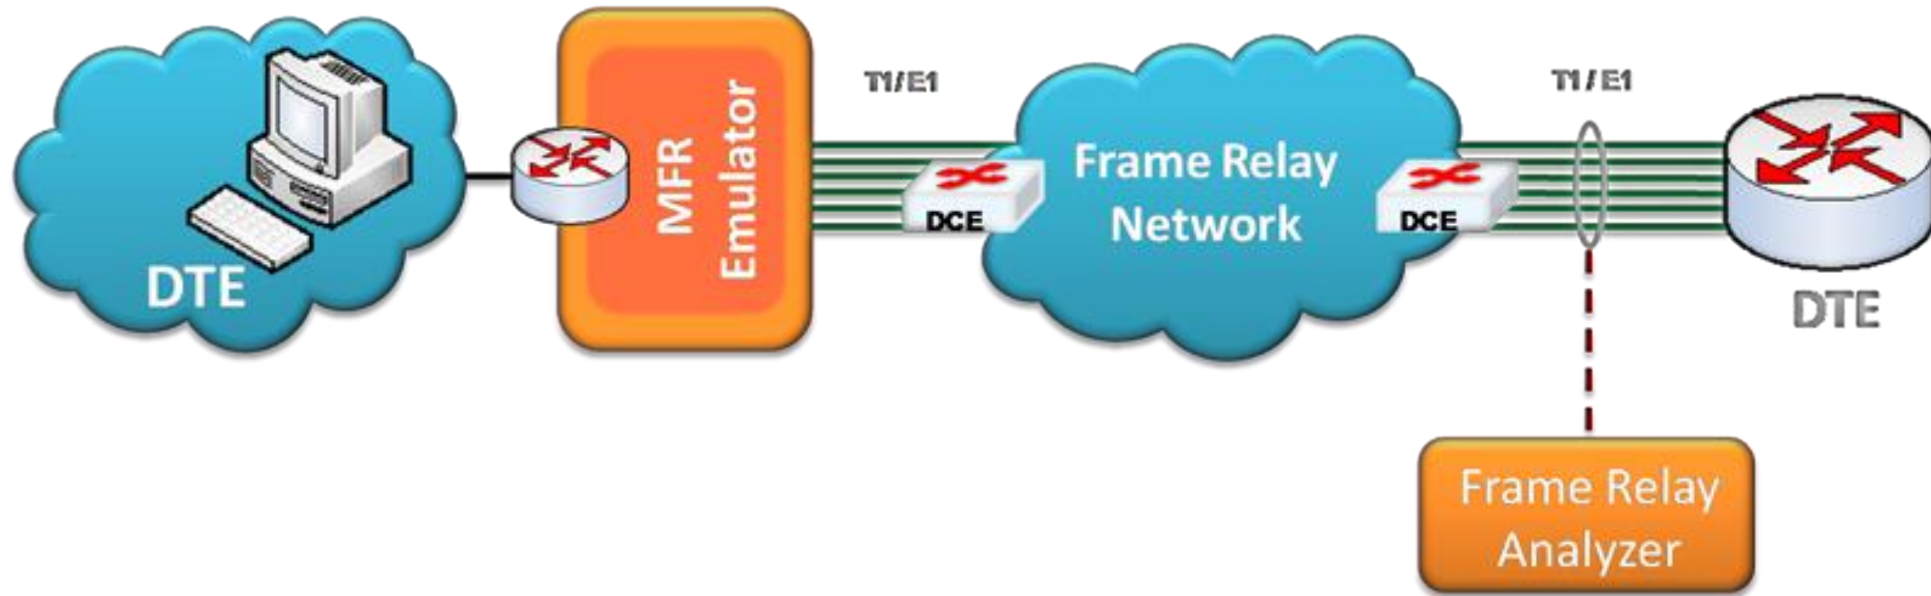 DTE
MFR
Emulator
T1/E1
DCE
Frame Relay
Network
DCE
T1 / E1
DTE
Frame Relay
Analyzer